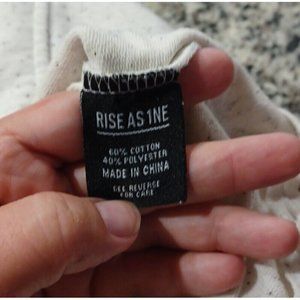 RISE AS 1NE
60% COTTON
40% POLYESTER
MADE IN CHINA
SEE REVERSE
FOR CARE